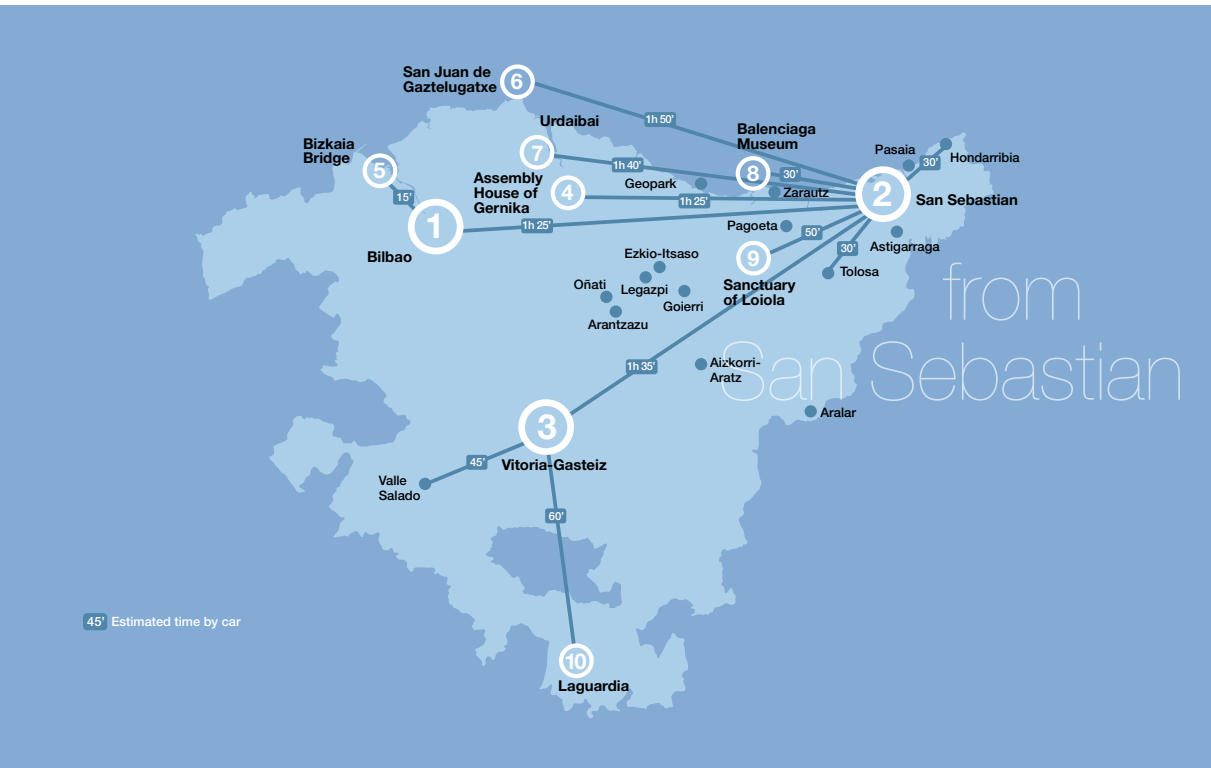 San Juan de
Gaztelugatxe
6
1h 50'
Urdaibai
7
1h 40'
Balenciaga
Museum
8
30'
Pasaia
30'
Hondarribia
Bizkaia
Bridge
5
15'
Assembly
House of
Gernika
4
Geopark
1h 25'
Zarautz
2
San Sebastian
1
Bilbao
1h 25'
Pagoeta
50'
Astigarraga
30'
Tolosa
9
Sanctuary
of Loiola
Ezkio-Itsaso
Legazpi
Oñati
Goierri
Arantzazu
from
San Sebastian
1h 35'
Aizkorri-
Aratz
Aralar
3
Vitoria-Gasteiz
45'
Valle
Salado
60'
45' Estimated time by car
10
Laguardia